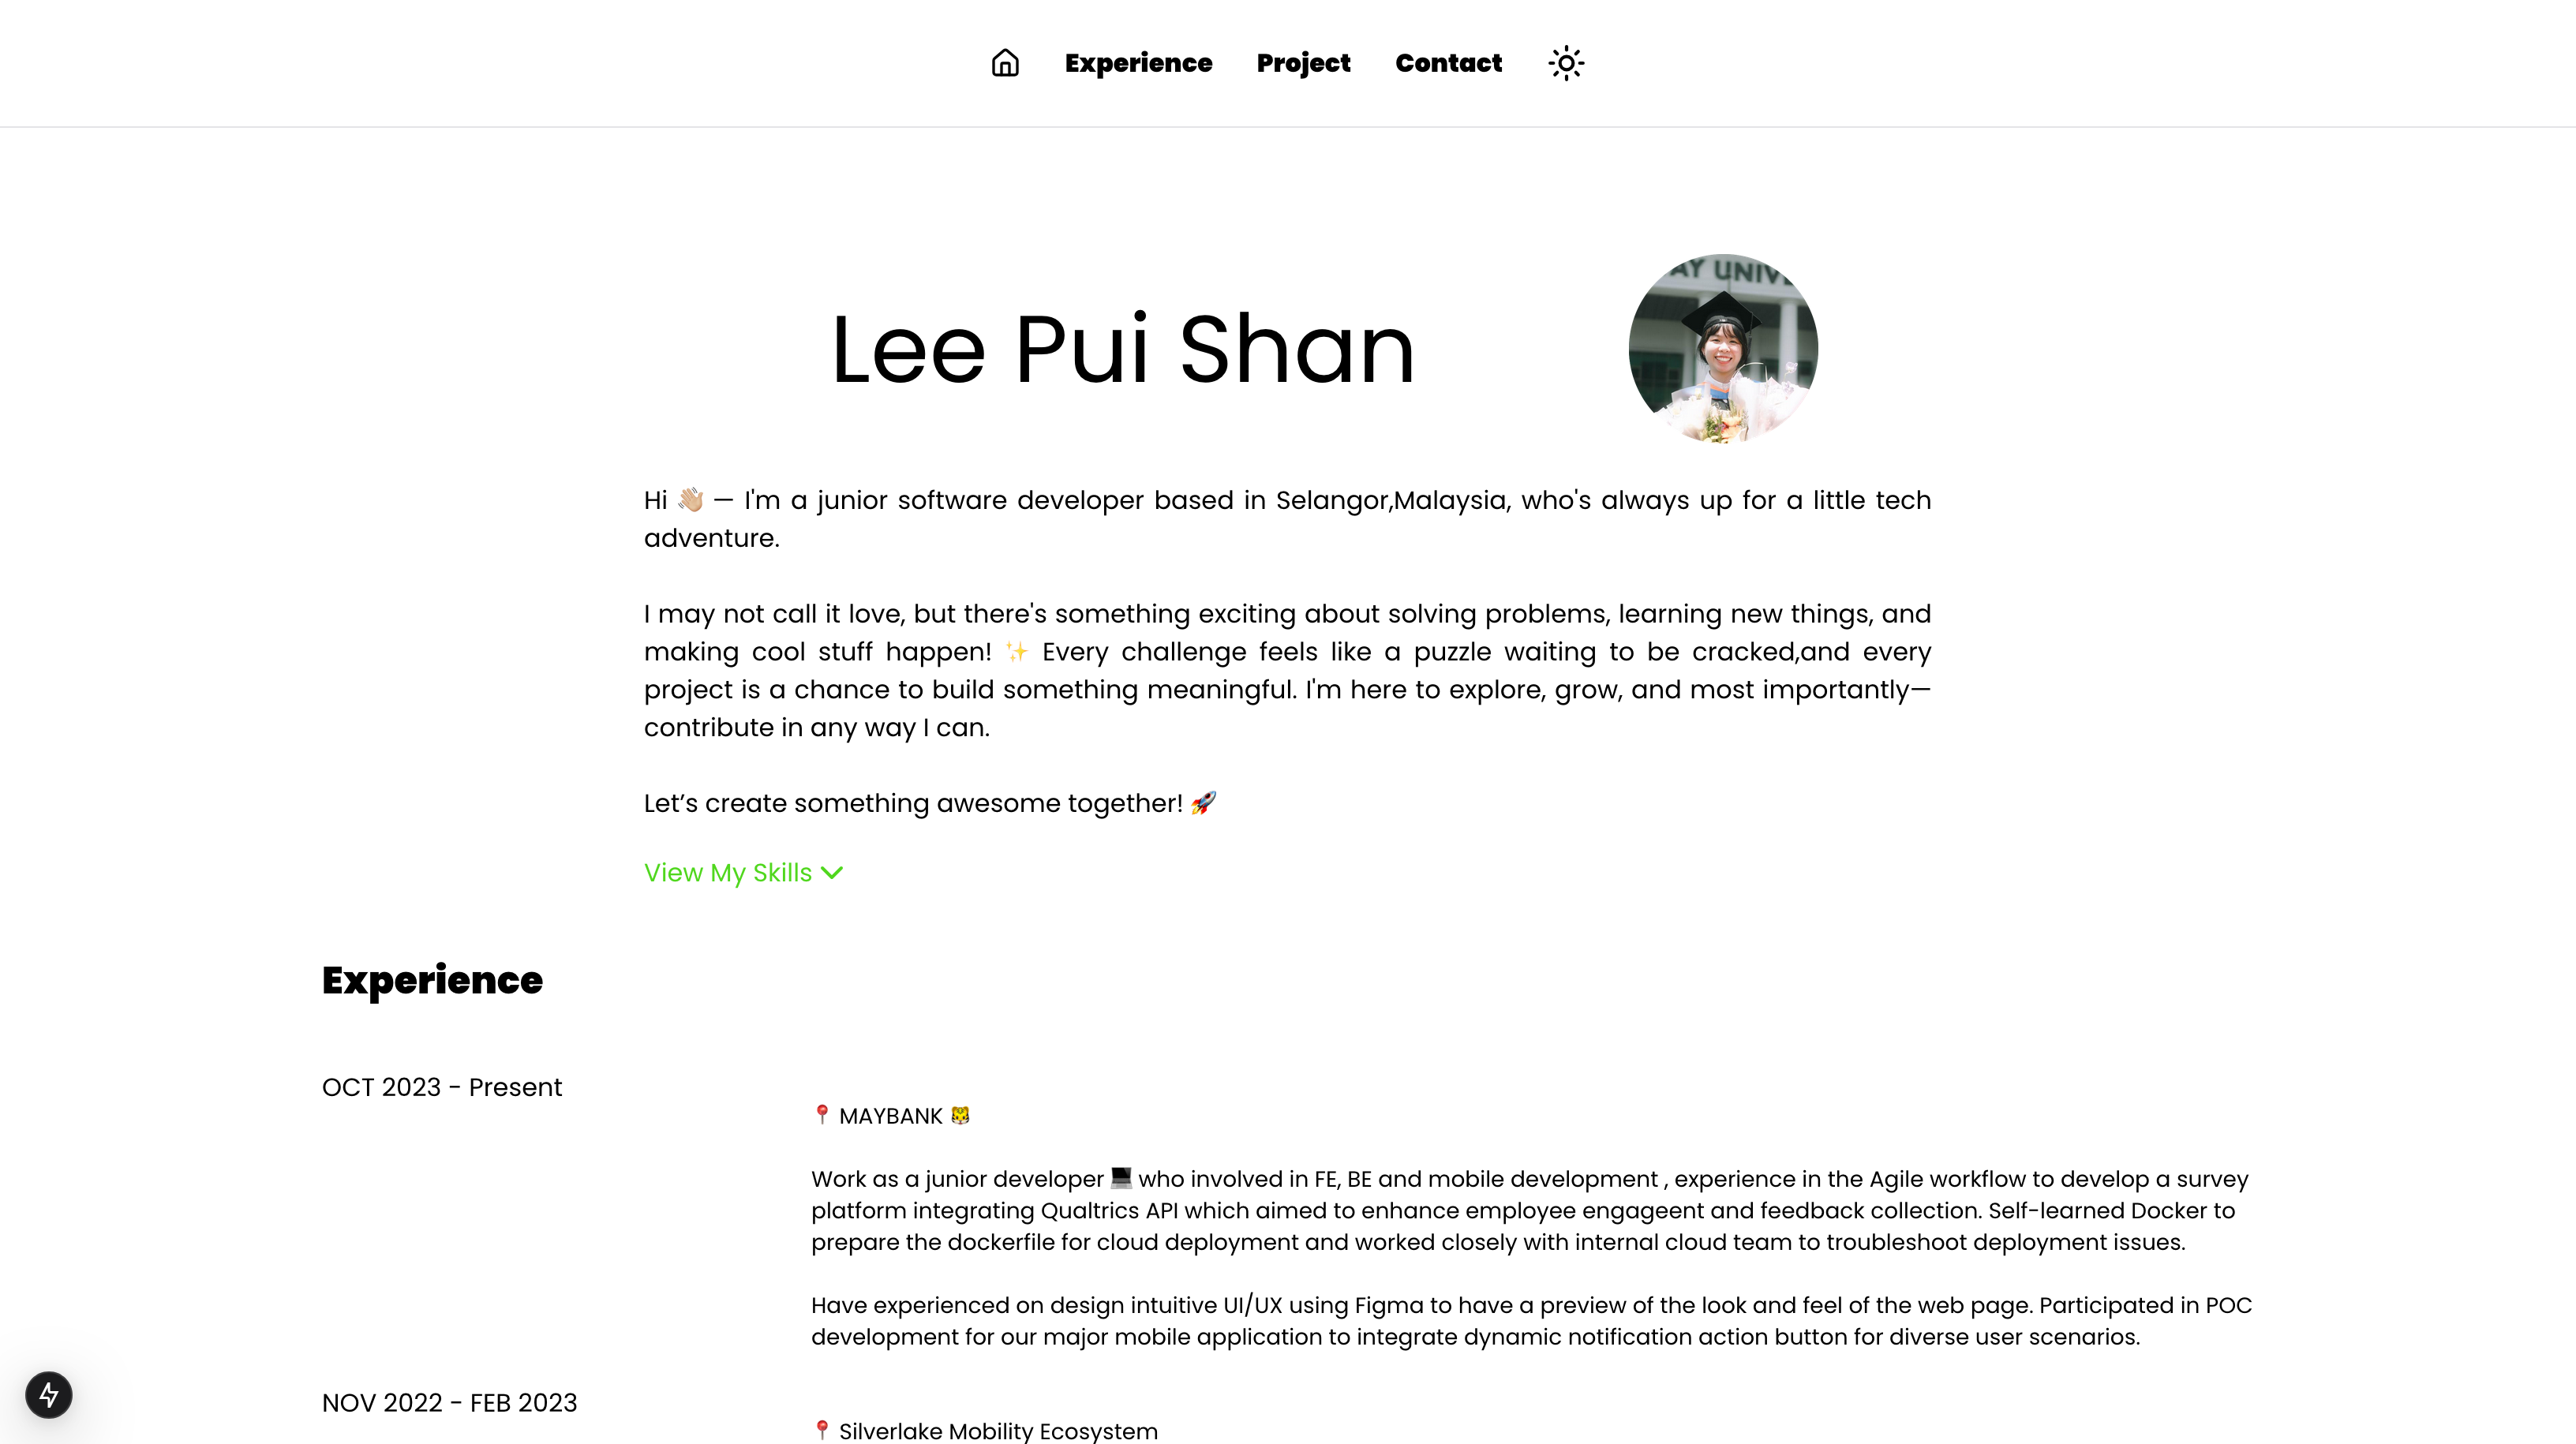 Experience Project Contact
AY UNIV
Lee Pui Shan
Hi 👋🏼 — I'm a junior software developer based in Selangor,Malaysia, who's always up for a little tech
adventure.
I may not call it love, but there's something exciting about solving problems, learning new things, and
making cool stuff happen! ✨ Every challenge feels like a puzzle waiting to be cracked,and every
project is a chance to build something meaningful. I'm here to explore, grow, and most importantly—
contribute in any way I can.
Let’s create something awesome together! 🚀
View My Skills
Experience
OCT 2023 - Present
📍 MAYBANK 🐯
Work as a junior developer 💻 who involved in FE, BE and mobile development , experience in the Agile workflow to develop a survey
platform integrating Qualtrics API which aimed to enhance employee engageent and feedback collection. Self-learned Docker to
prepare the dockerfile for cloud deployment and worked closely with internal cloud team to troubleshoot deployment issues.
Have experienced on design intuitive UI/UX using Figma to have a preview of the look and feel of the web page. Participated in POC
development for our major mobile application to integrate dynamic notification action button for diverse user scenarios.
NOV 2022 - FEB 2023
📍 Silverlake Mobility Ecosystem